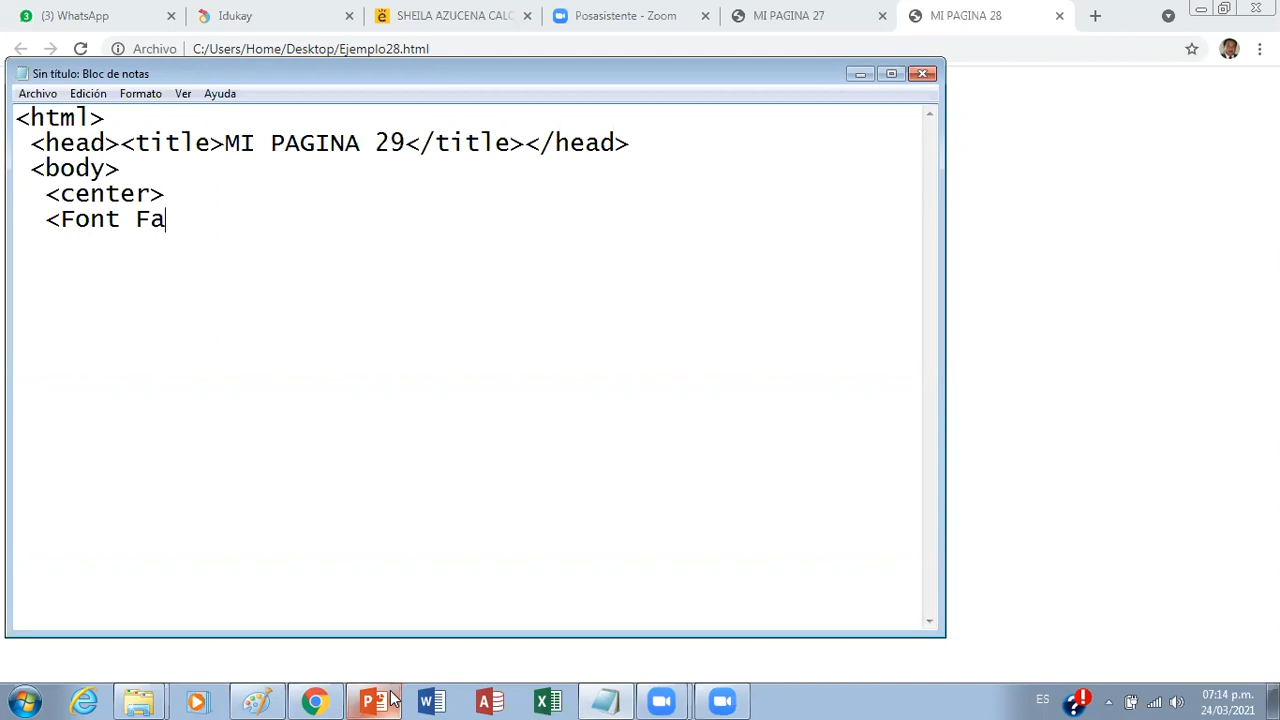 (3) WhatsApp
Idukay
SHEILA AZUCENA CALC
Posasistente - Zoom
MI PAGINA 27
MI PAGINA 28
Archivo
C:/Users/Home/Desktop/Ejemplo28.html
Sin título: Bloc de notas
Archivo Edición Formato Ver Ayuda
<html>
<head><title>MI PAGINA 29</title></head>
<body>
<center>
<Font Fa
ES
07:14 p.m.
24/03/2021